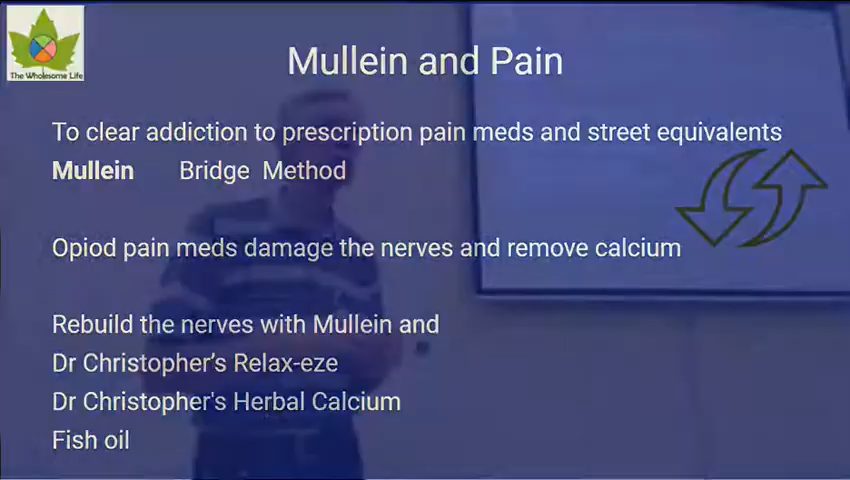 The Wholesome Life
Mullein and Pain
To clear addiction to prescription pain meds and street equivalents
Mullein Bridge Method
Opiod pain meds damage the nerves and remove calcium
Rebuild the nerves with Mullein and
Dr Christopher's Relax-eze
Dr Christopher's Herbal Calcium
Fish oil